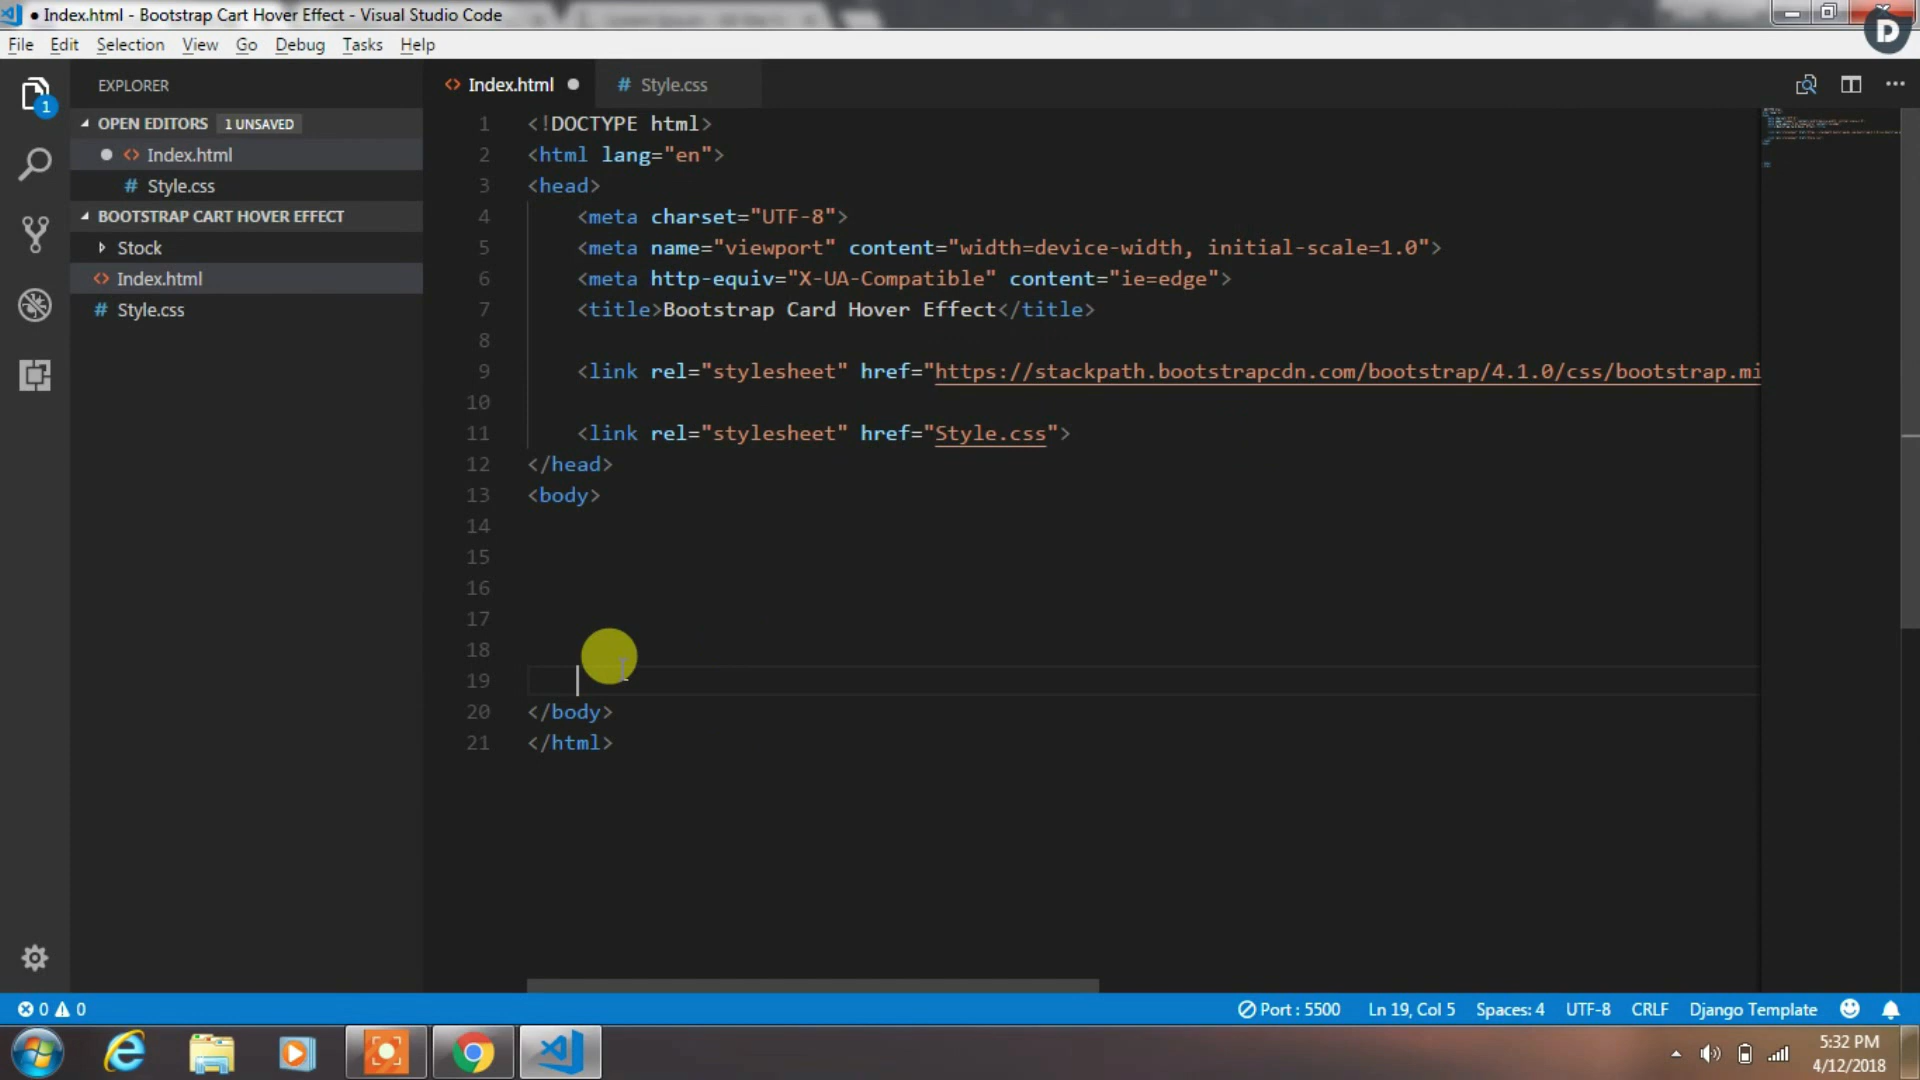 ● Index.html - Bootstrap Cart Hover Effect - Visual Studio Code
D
File Edit Selection View Go Debug Tasks Help
EXPLORER
OPEN EDITORS 1 UNSAVED
Index.html
Style.css
BOOTSTRAP CART HOVER EFFECT
Stock
Index.html
Style.css
1
<> Index.html ●
# Style.css
1 <!DOCTYPE html>
2 <html lang="en">
3 <head>
4 <meta charset="UTF-8">
5 <meta name="viewport" content="width=device-width, initial-scale=1.0">
6 <meta http-equiv="X-UA-Compatible" content="ie=edge">
7 <title>Bootstrap Card Hover Effect</title>
8
9 <link rel="stylesheet" href="https://stackpath.bootstrapcdn.com/bootstrap/4.1.0/css/bootstrap.mi
10
11 <link rel="stylesheet" href="Style.css">
12 </head>
13 <body>
14
15
16
17
18
19
20 </body>
21 </html>
0 0
Port : 5500
Ln 19, Col 5
Spaces: 4
UTF-8
CRLF
Django Template
5:32 PM
4/12/2018